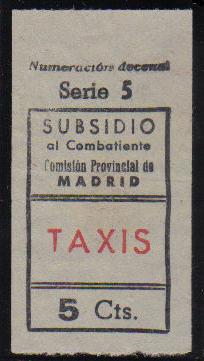 Numeración decenal
Serie 5
SUBSIDIO
al Combatiente
Comisión Provincial de
MADRID
TAXIS
5 Cts.